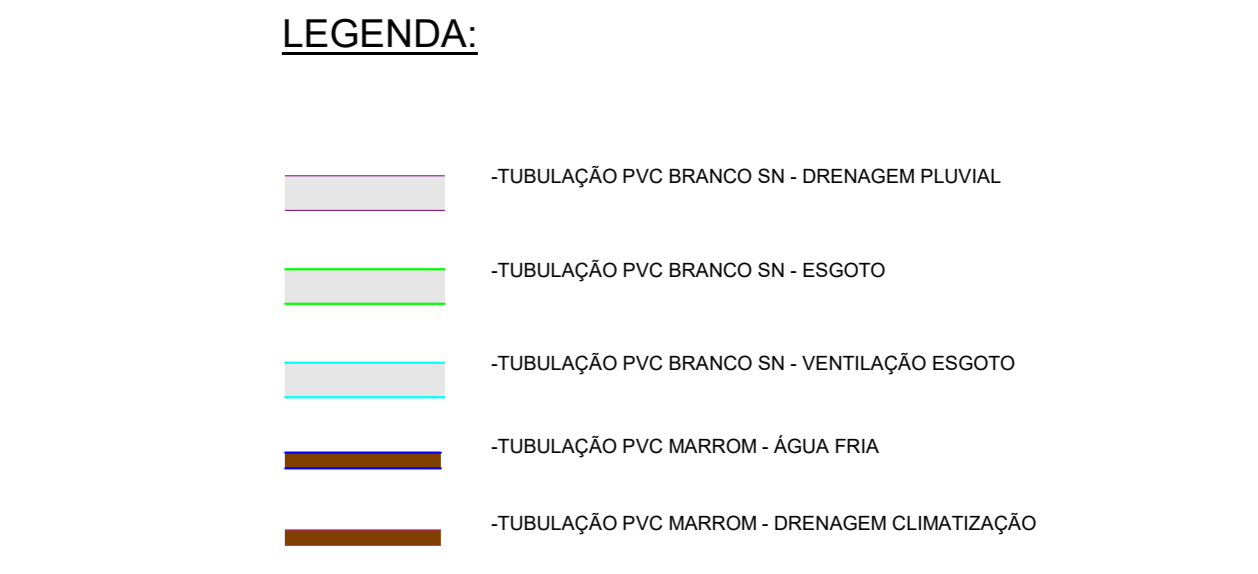 LEGENDA:
-TUBULAÇÃO PVC BRANCO SN - DRENAGEM PLUVIAL
-TUBULAÇÃO PVC BRANCO SN - ESGOTO
-TUBULAÇÃO PVC BRANCO SN - VENTILAÇÃO ESGOTO
-TUBULAÇÃO PVC MARROM - ÁGUA FRIA
-TUBULAÇÃO PVC MARROM - DRENAGEM CLIMATIZAÇÃO